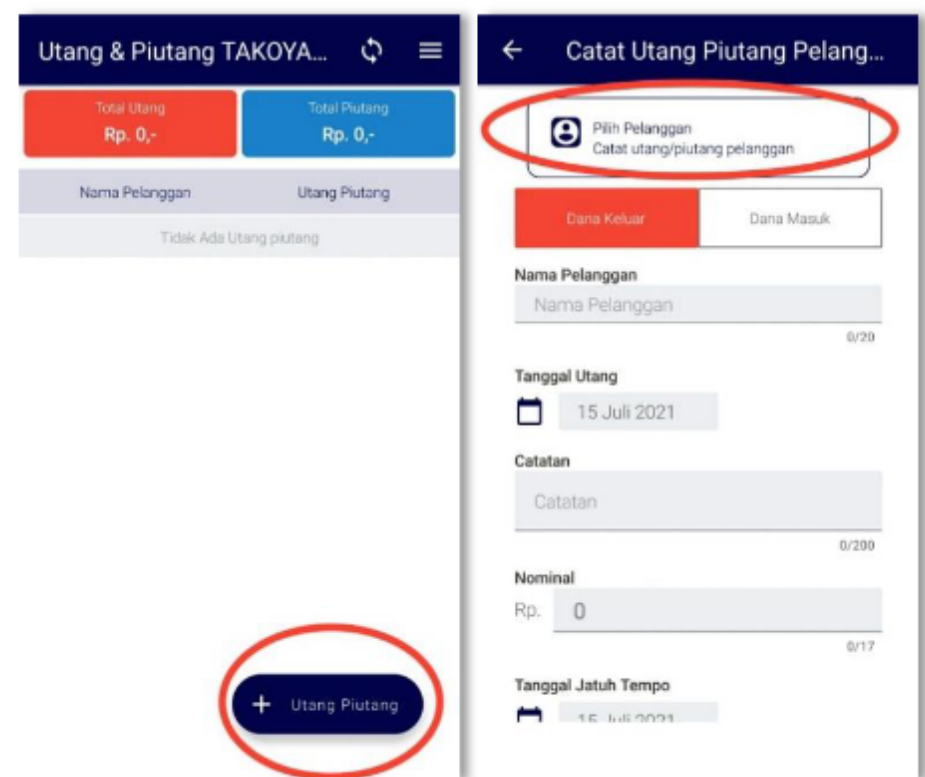 Utang & Piutang TAKOYA...
Total Utang
Rp. 0,-
Total Piutang
Rp. 0,-
Nama Pelanggan
Utang Piutang
Tidak Ada Utang piutang
+ Utang Piutang
Catat Utang Piutang Pelang...
Pilih Pelanggan
Catat utang/piutang pelanggan
Dana Keluar
Dana Masuk
Nama Pelanggan
Nama Pelanggan
0/20
Tanggal Utang
15 Juli 2021
Catatan
Catatan
0/200
Nominal
Rp. 0
0/17
Tanggal Jatuh Tempo
15 Juli 2021